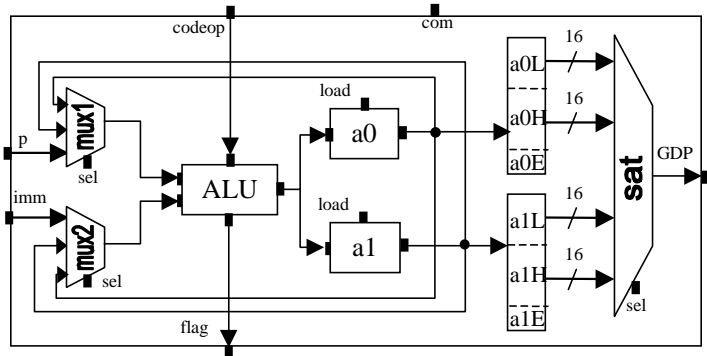 codeop
com
16
load
a0L
mux1
16
p
a0
a0H
sel
GDP
a0E
ALU
sat
load
a1L
16
imm
mux2
a1
16
sel
a1H
sel
flag
a1E